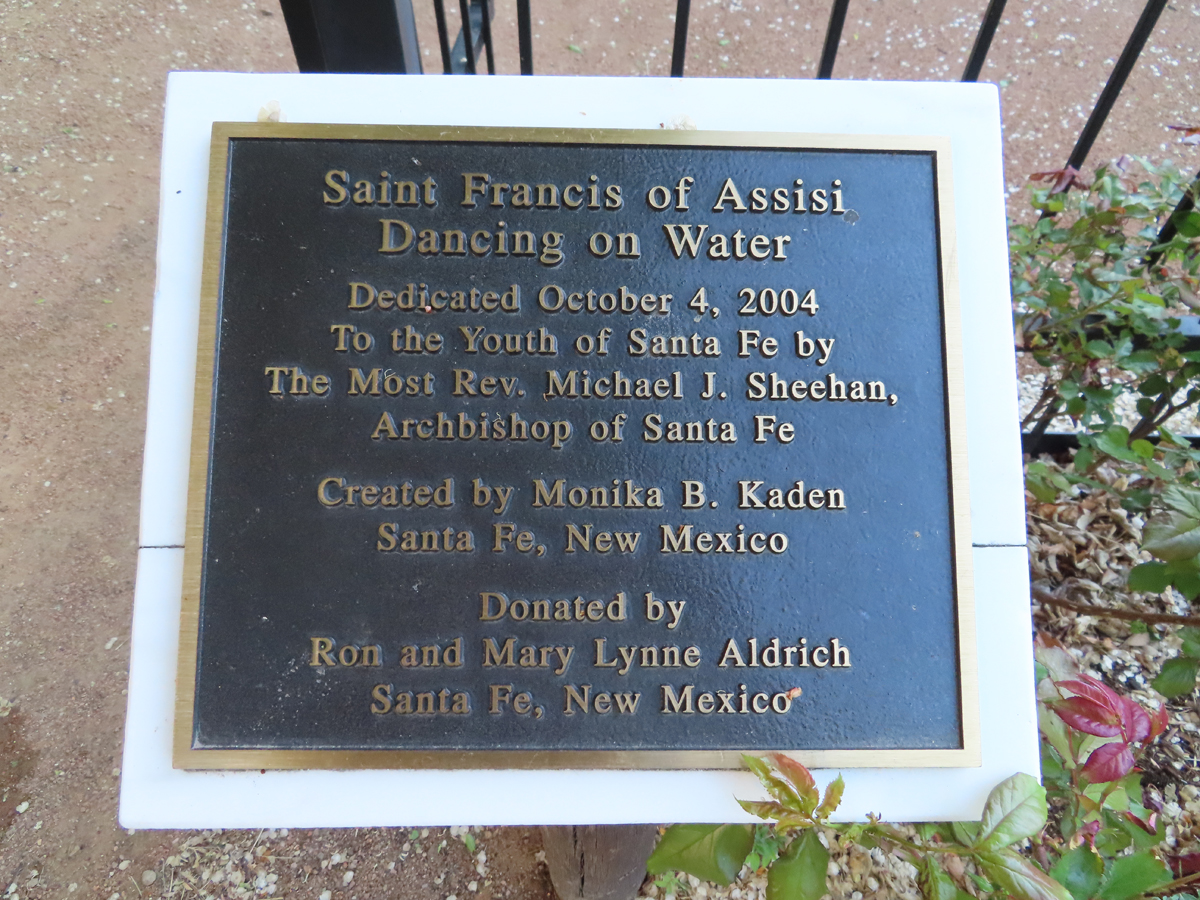 Saint Francis of Assisi
Dancing on Water
Dedicated October 4, 2004
To the Youth of Santa Fe by
The Most Rev. Michael J. Sheehan,
Archbishop of Santa Fe
Created by Monika B. Kaden
Santa Fe, New Mexico
Donated by
Ron and Mary Lynne Aldrich
Santa Fe, New Mexico